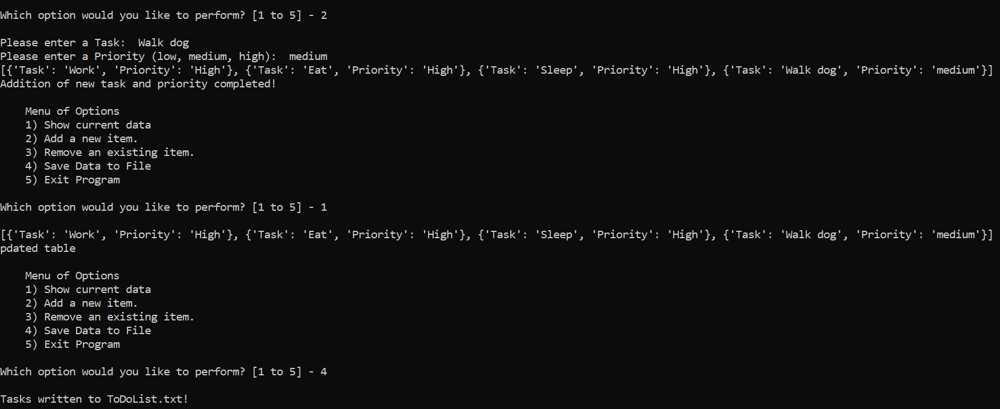 Which option would you like to perform? [1 to 5] - 2
Please enter a Task:  Walk dog
Please enter a Priority (low, medium, high):  medium
[{'Task': 'Work', 'Priority': 'High'}, {'Task': 'Eat', 'Priority': 'High'}, {'Task': 'Sleep', 'Priority': 'High'}, {'Task': 'Walk dog', 'Priority': 'medium'}]
Addition of new task and priority completed!
Menu of Options
1) Show current data
2) Add a new item.
3) Remove an existing item.
4) Save Data to File
5) Exit Program
Which option would you like to perform? [1 to 5] - 1
[{'Task': 'Work', 'Priority': 'High'}, {'Task': 'Eat', 'Priority': 'High'}, {'Task': 'Sleep', 'Priority': 'High'}, {'Task': 'Walk dog', 'Priority': 'medium'}]
pdated table
Menu of Options
1) Show current data
2) Add a new item.
3) Remove an existing item.
4) Save Data to File
5) Exit Program
Which option would you like to perform? [1 to 5] - 4
Tasks written to ToDoList.txt!